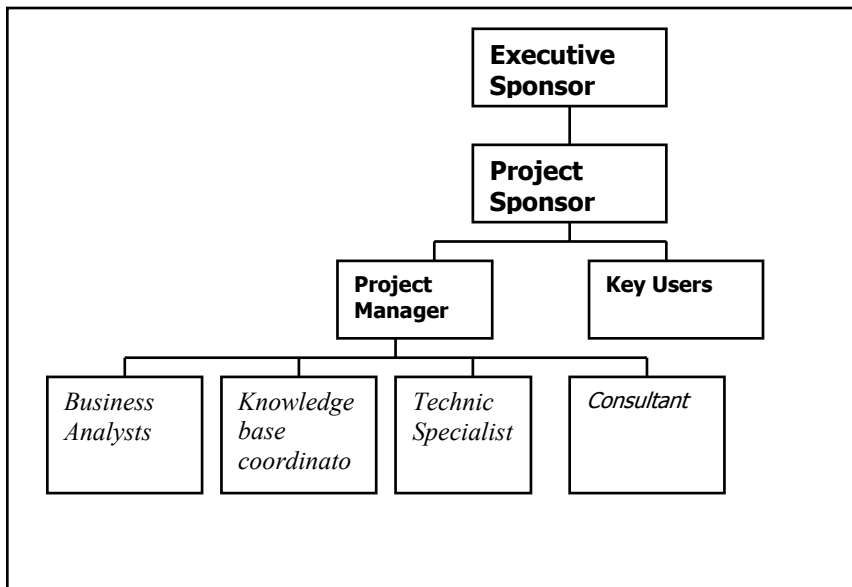 Executive
Sponsor
Project
Sponsor
Project
Manager
Key Users
Business
Analysts
Knowledge
base
coordinato
Technic
Specialist
Consultant